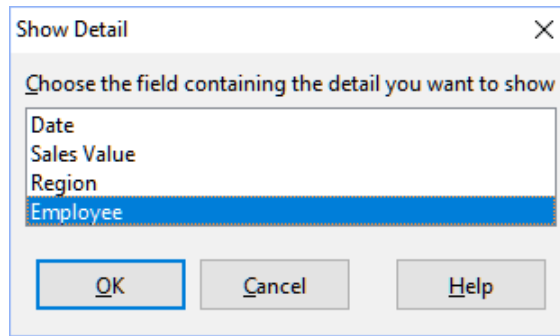 Show Detail
Choose the field containing the detail you want to show
Date
Sales Value
Region
Employee
OK
Cancel
Help